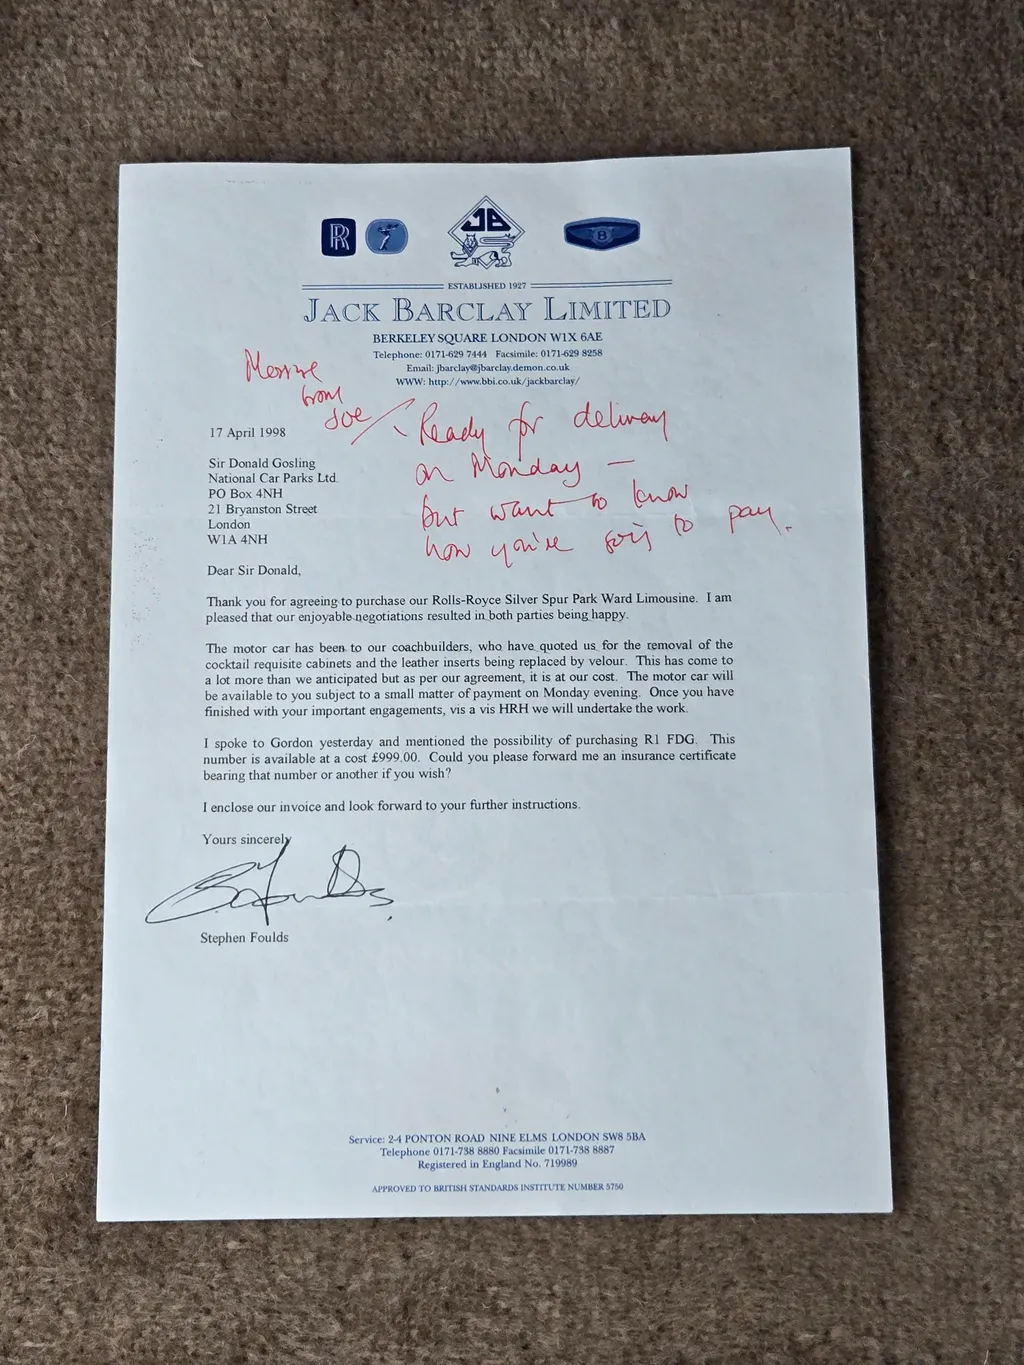 JB
ESTABLISHED 1927
JACK BARCLAY LIMITED
BERKELEY SQUARE LONDON W1X 6AE
Telephone: 0171-629 7444 Facsimile: 0171-629 8258
Email: jbarclay@jbarclay.demon.co.uk
WWW: http://www.bbi.co.uk/jackbarclay/
from
Joe
Ready for delivery
on Monday —
but want to know
how you're going to pay.
17 April 1998
Sir Donald Gosling
National Car Parks Ltd
PO Box 4NH
21 Bryanston Street
London
W1A 4NH
Dear Sir Donald,
Thank you for agreeing to purchase our Rolls-Royce Silver Spur Park Ward Limousine. I am
pleased that our enjoyable negotiations resulted in both parties being happy.
The motor car has been to our coachbuilders, who have quoted us for the removal of the
cocktail requisite cabinets and the leather inserts being replaced by velour. This has come to
a lot more than we anticipated but as per our agreement, it is at our cost. The motor car will
be available to you subject to a small matter of payment on Monday evening. Once you have
finished with your important engagements, vis a vis HRH we will undertake the work.
I spoke to Gordon yesterday and mentioned the possibility of purchasing R1 FDG. This
number is available at a cost £999.00. Could you please forward me an insurance certificate
bearing that number or another if you wish?
I enclose our invoice and look forward to your further instructions.
Yours sincerely
Stephen Foulds
Service: 2-4 PONTON ROAD NINE ELMS LONDON SW8 5BA
Telephone 0171-738 8880 Facsimile 0171-738 8887
Registered in England No. 719989
APPROVED TO BRITISH STANDARDS INSTITUTE NUMBER 5750